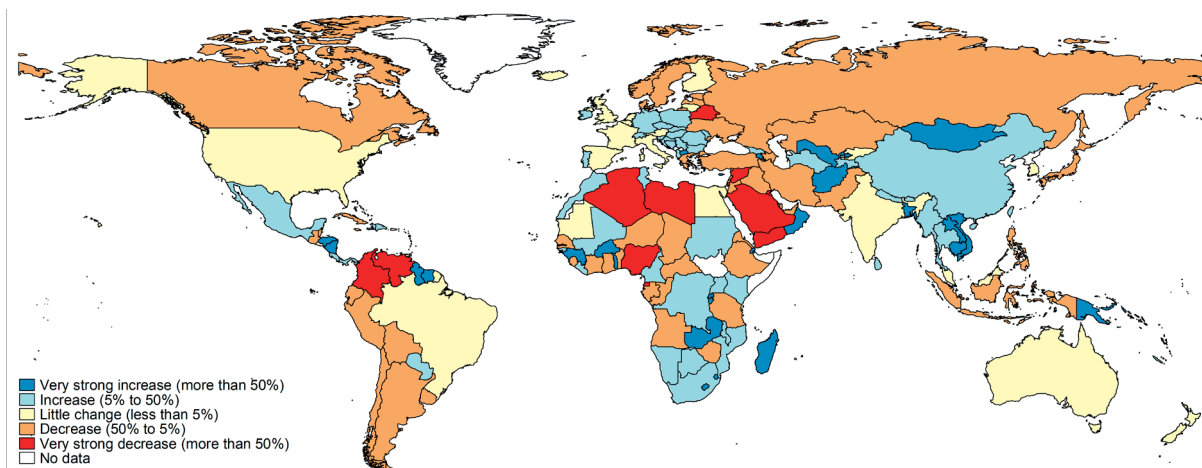 Very strong increase (more than 50%)
Increase (5% to 50%)
Little change (less than 5%)
Decrease (50% to 5%)
Very strong decrease (more than 50%)
No data